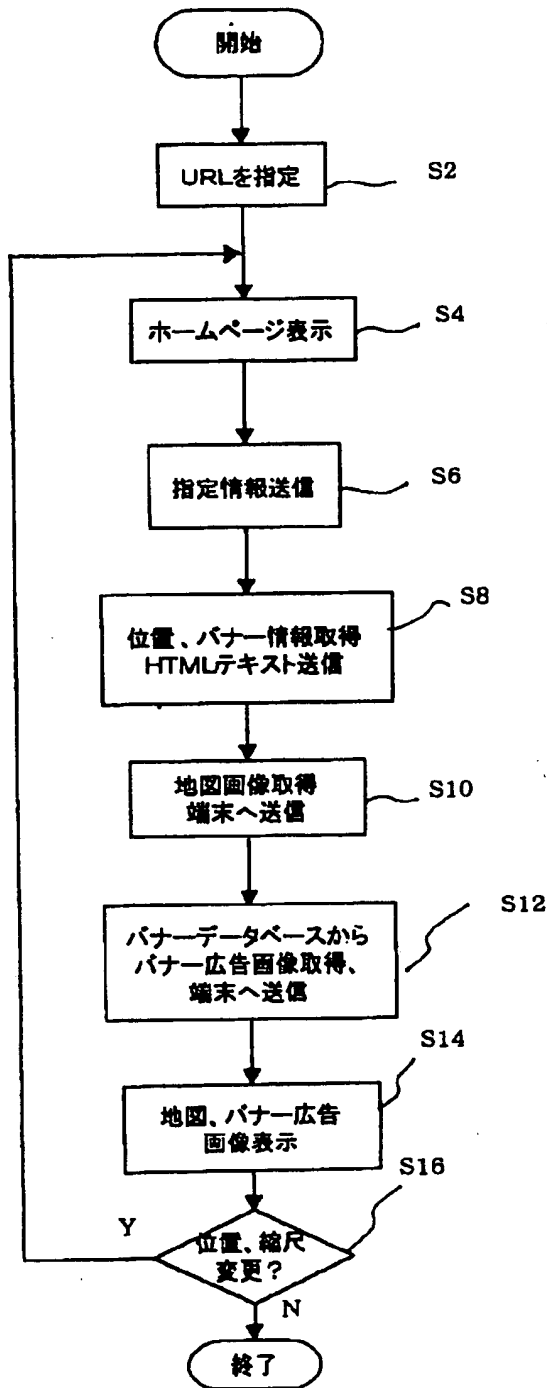 開始
URLを指定
S2
ホームページ表示
S4
指定情報送信
S6
位置、バナー情報取得
HTMLテキスト送信
S8
地図画像取得
端末へ送信
S10
バナーデータベースから
バナー広告画像取得、
端末へ送信
S12
地図、バナー広告
画像表示
S14
位置、縮尺
変更?
S16
Y
N
終了